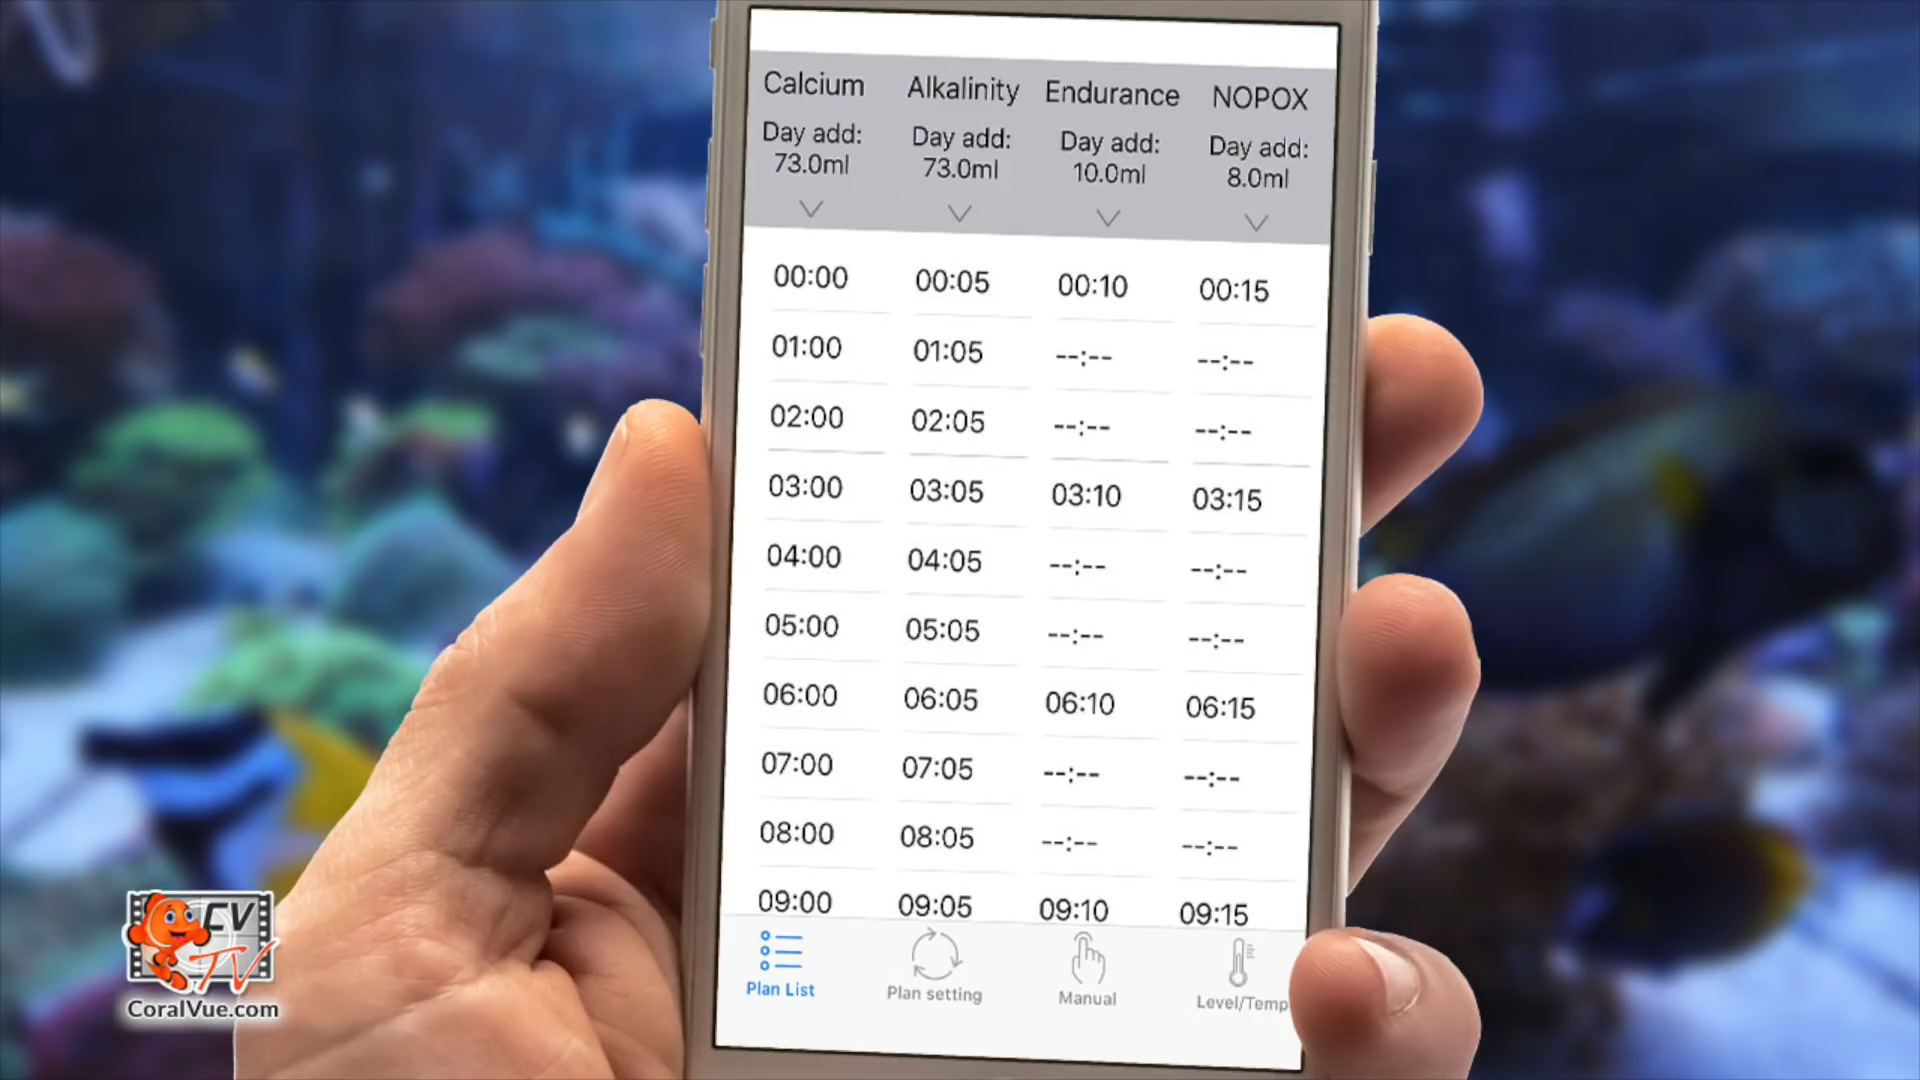 Calcium Alkalinity Endurance NOPOX
Day add: Day add: Day add: Day add:
73.0ml 73.0ml 10.0ml 8.0ml
00:00 00:05 00:10 00:15
01:00 01:05 --:-- --:--
02:00 02:05 --:-- --:--
03:00 03:05 03:10 03:15
04:00 04:05 --:-- --:--
05:00 05:05 --:-- --:--
06:00 06:05 06:10 06:15
07:00 07:05 --:-- --:--
08:00 08:05 --:-- --:--
09:00 09:05 09:10 09:15
Plan List Plan setting Manual Level/Temp
CV
TV
CoralVue.com